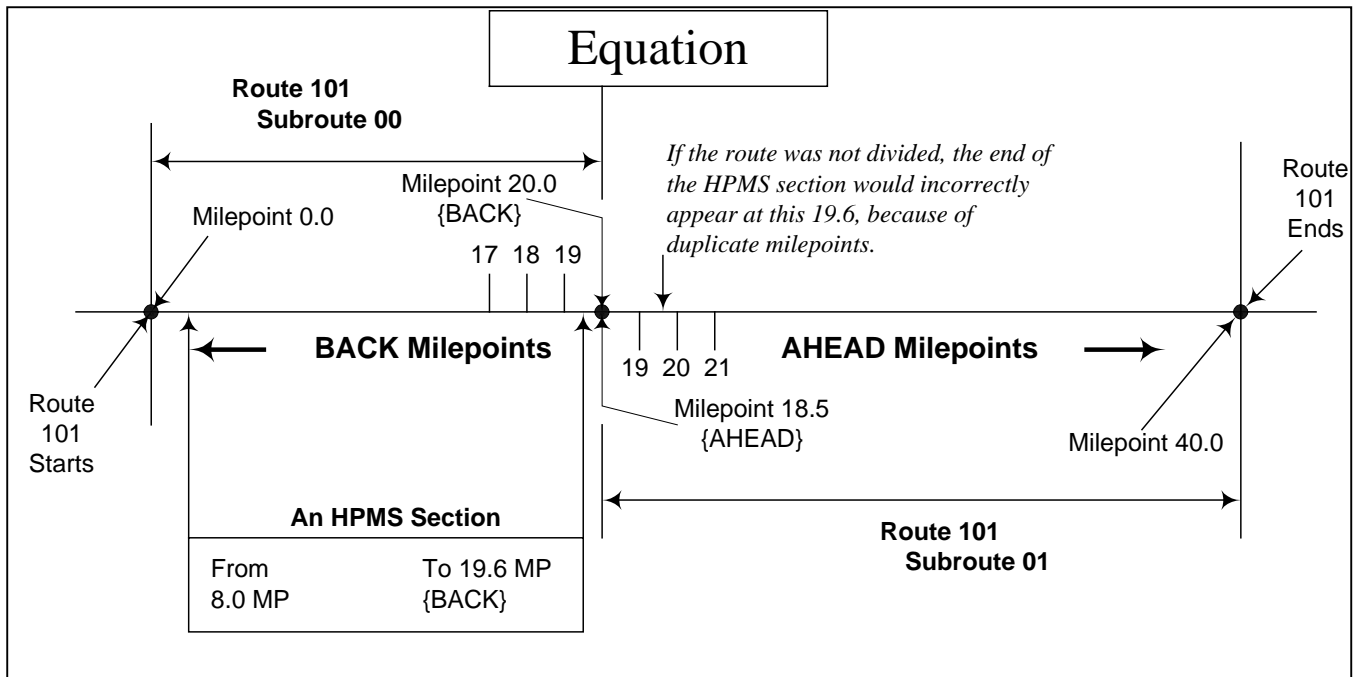 Equation
Route 101
Subroute 00
If the route was not divided, the end of
the HPMS section would incorrectly
appear at this 19.6, because of
duplicate milepoints.
Route
101
Ends
Milepoint 20.0
{BACK}
Milepoint 0.0
17 18 19
BACK Milepoints
AHEAD Milepoints
19 20 21
Route
101
Starts
Milepoint 18.5
{AHEAD}
Milepoint 40.0
An HPMS Section
From
8.0 MP
To 19.6 MP
{BACK}
Route 101
Subroute 01